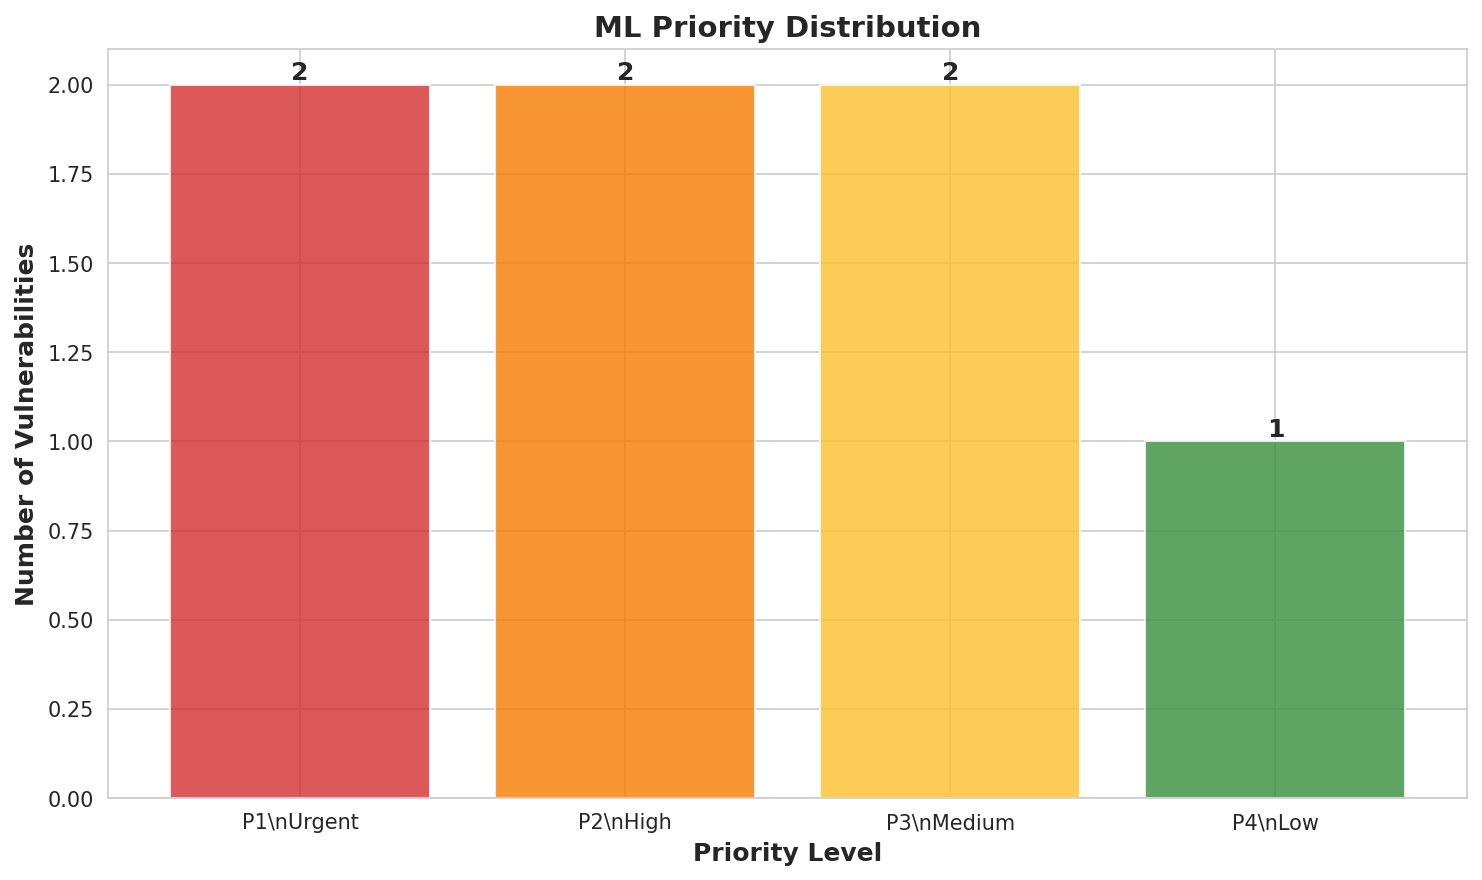 ML Priority Distribution
2 2 2
2.00
1.75
1.50
1.25
1
1.00
0.75
0.50
0.25
0.00
Number of Vulnerabilities
P1\nUrgent P2\nHigh P3\nMedium P4\nLow
Priority Level